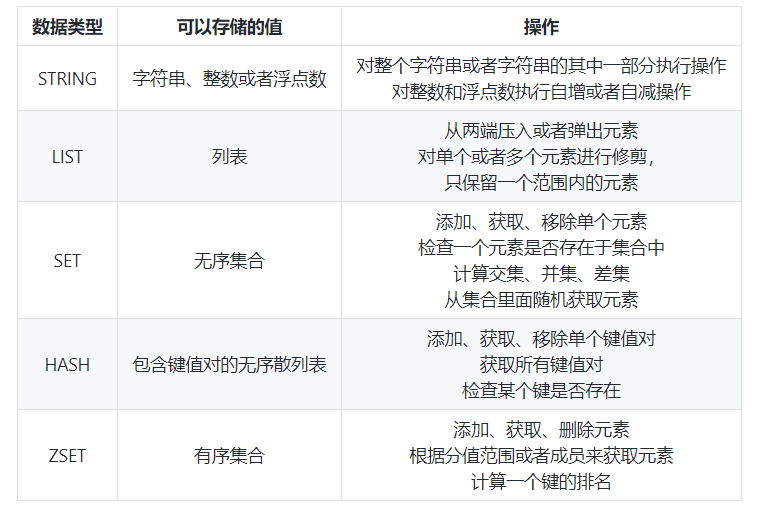 数据类型 可以存储的值 操作
STRING 字符串、整数或者浮点数 对整个字符串或者字符串的其中一部分执行操作
对整数和浮点数执行自增或者自减操作
LIST 列表 从两端压入或者弹出元素
对单个或者多个元素进行修剪，
只保留一个范围内的元素
SET 无序集合 添加、获取、移除单个元素
检查一个元素是否存在于集合中
计算交集、并集、差集
从集合里面随机获取元素
HASH 包含键值对的无序散列表 添加、获取、移除单个键值对
获取所有键值对
检查某个键是否存在
ZSET 有序集合 添加、获取、删除元素
根据分值范围或者成员来获取元素
计算一个键的排名